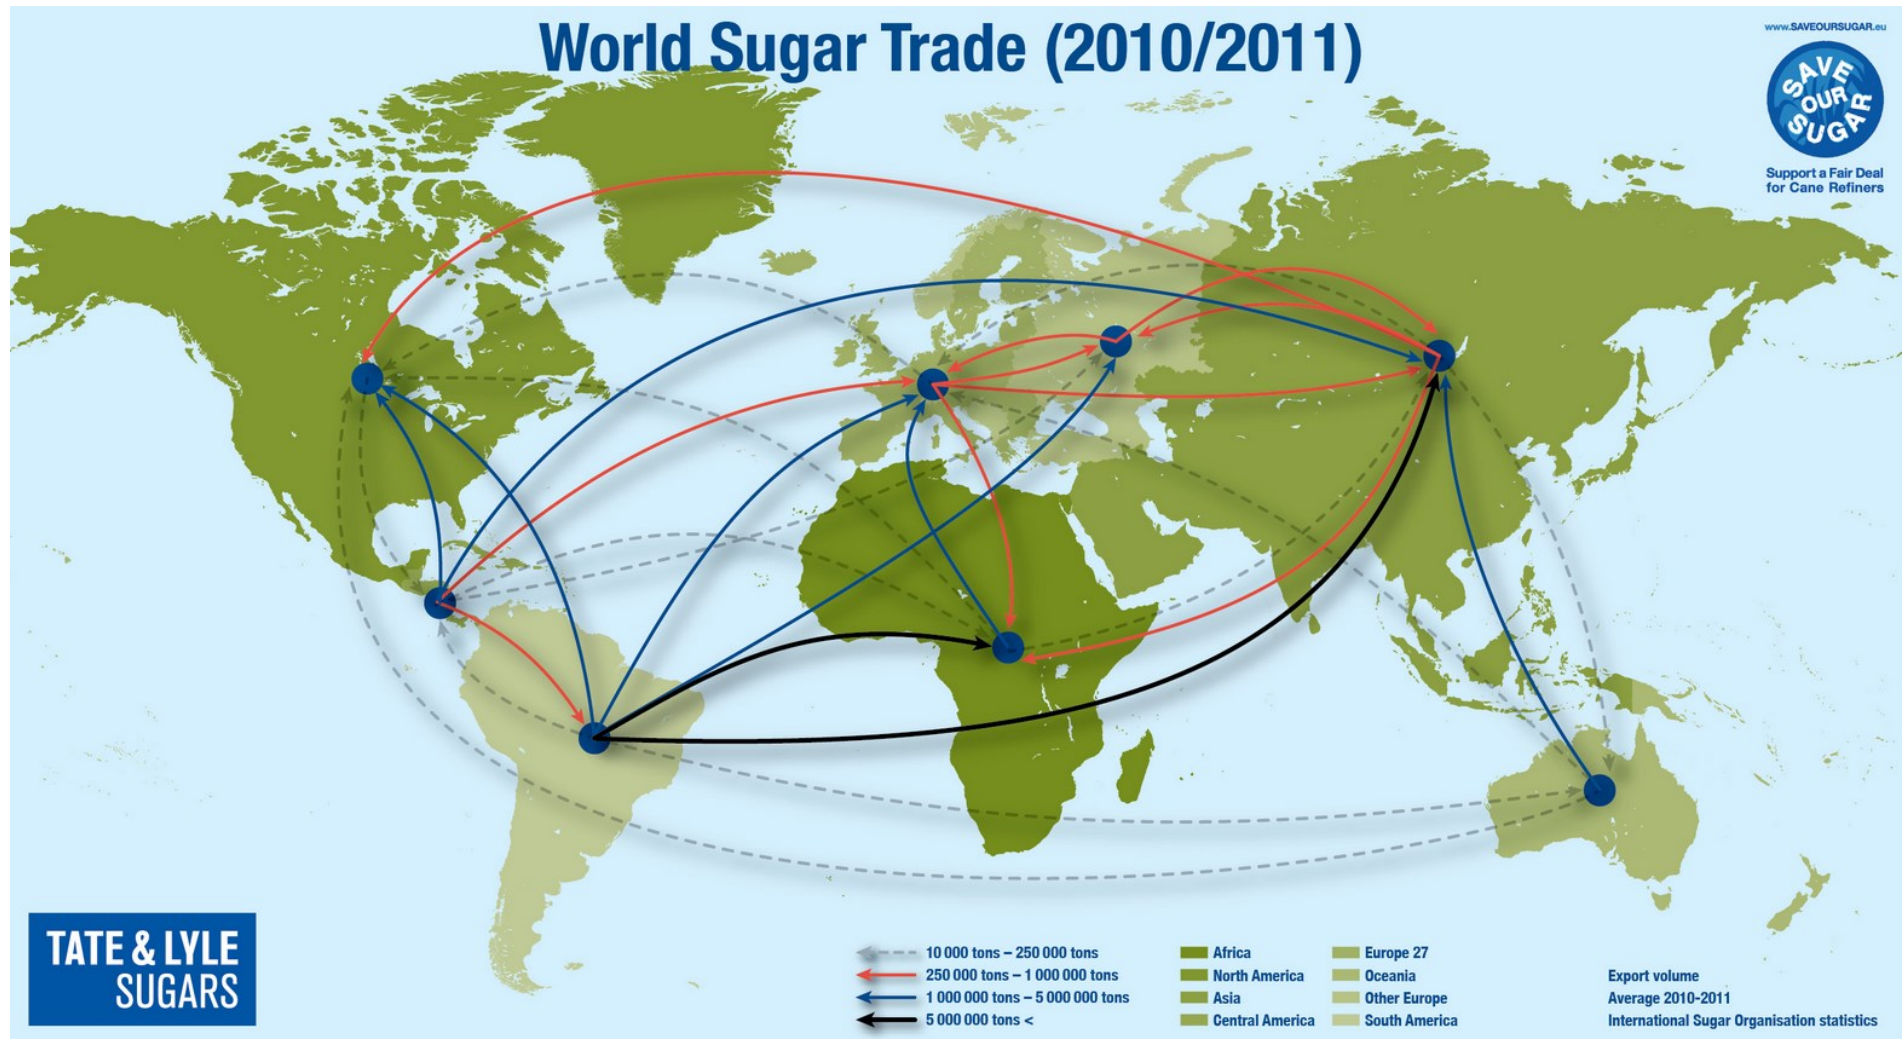 World Sugar Trade (2010/2011)
www.SAVEOURSUGAR.eu
SAVE
OUR
SUGAR
Support a Fair Deal
for Cane Refiners
TATE & LYLE
SUGARS
10 000 tons – 250 000 tons
250 000 tons – 1 000 000 tons
1 000 000 tons – 5 000 000 tons
5 000 000 tons <
Africa
North America
Asia
Central America
Europe 27
Oceania
Other Europe
South America
Export volume
Average 2010-2011
International Sugar Organisation statistics